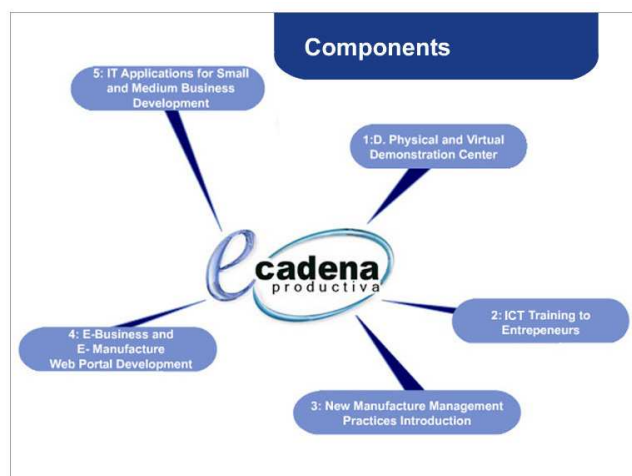 Components
5: IT Applications for Small
and Medium Business
Development
1:D. Physical and Virtual
Demonstration Center
e cadena
productiva
2: ICT Training to
Entrepeneurs
4: E-Business and
E- Manufacture
Web Portal Development
3: New Manufacture Management
Practices Introduction